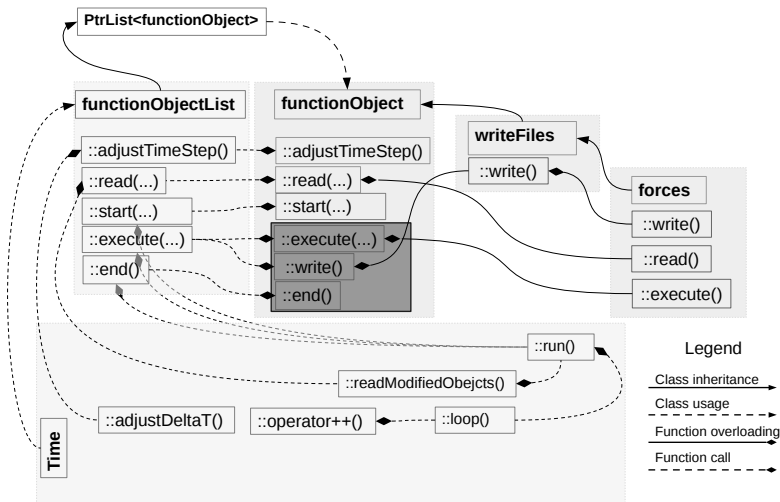 PtrList<functionObject>
functionObjectList
functionObject
writeFiles
forces
::adjustTimeStep()
::read(...)
::start(...)
::execute(...)
::end()
::adjustTimeStep()
::read(...)
::start(...)
::execute(...)
::write()
::end()
::write()
::write()
::read()
::execute()
::run()
::readModifiedObejcts()
::adjustDeltaT()
::operator++()
::loop()
Time
Legend
Class inheritance
Class usage
Function overloading
Function call